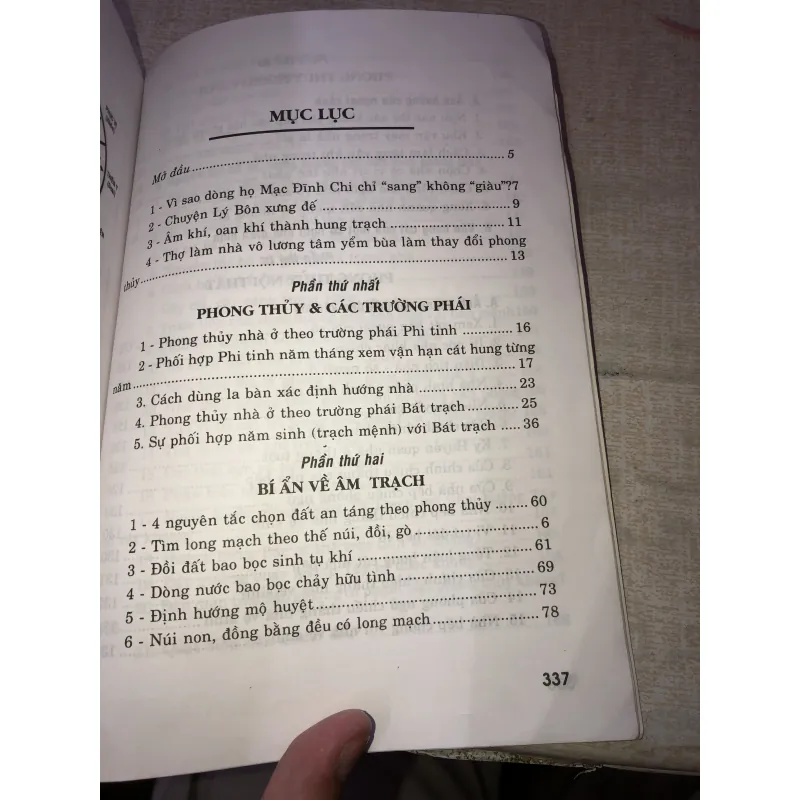 MỤC LỤC
Mở đầu ........ 5
1 - Vì sao dòng họ Mạc Đĩnh Chi chỉ “sang” không “giàu”?7
2 - Chuyện Lý Bôn xưng đế ........ 9
3 - Âm khí, oan khí thành hung trạch ........ 11
4 - Thợ làm nhà vô lương tâm yểm bùa làm thay đổi phong
thủy ........ 13
Phần thứ nhất
PHONG THỦY & CÁC TRƯỜNG PHÁI
1 - Phong thủy nhà ở theo trường phái Phi tinh ........ 16
2 - Phối hợp Phi tinh năm tháng xem vận hạn cát hung từng
năm ........ 17
3. Cách dùng la bàn xác định hướng nhà ........ 23
4. Phong thủy nhà ở theo trường phái Bát trạch ........ 25
5. Sự phối hợp năm sinh (trạch mệnh) với Bát trạch ..... 36
Phần thứ hai
BÍ ẨN VỀ ÂM TRẠCH
1 - 4 nguyên tắc chọn đất an táng theo phong thủy ........ 60
2 - Tìm long mạch theo thế núi, đồi, gò ........ 6
3 - Đồi đất bao bọc sinh tụ khí ........ 61
4 - Dòng nước bao bọc chảy hữu tình ........ 69
5 - Định hướng mộ huyệt ........ 73
6 - Núi non, đồng bằng đều có long mạch ........ 78
337